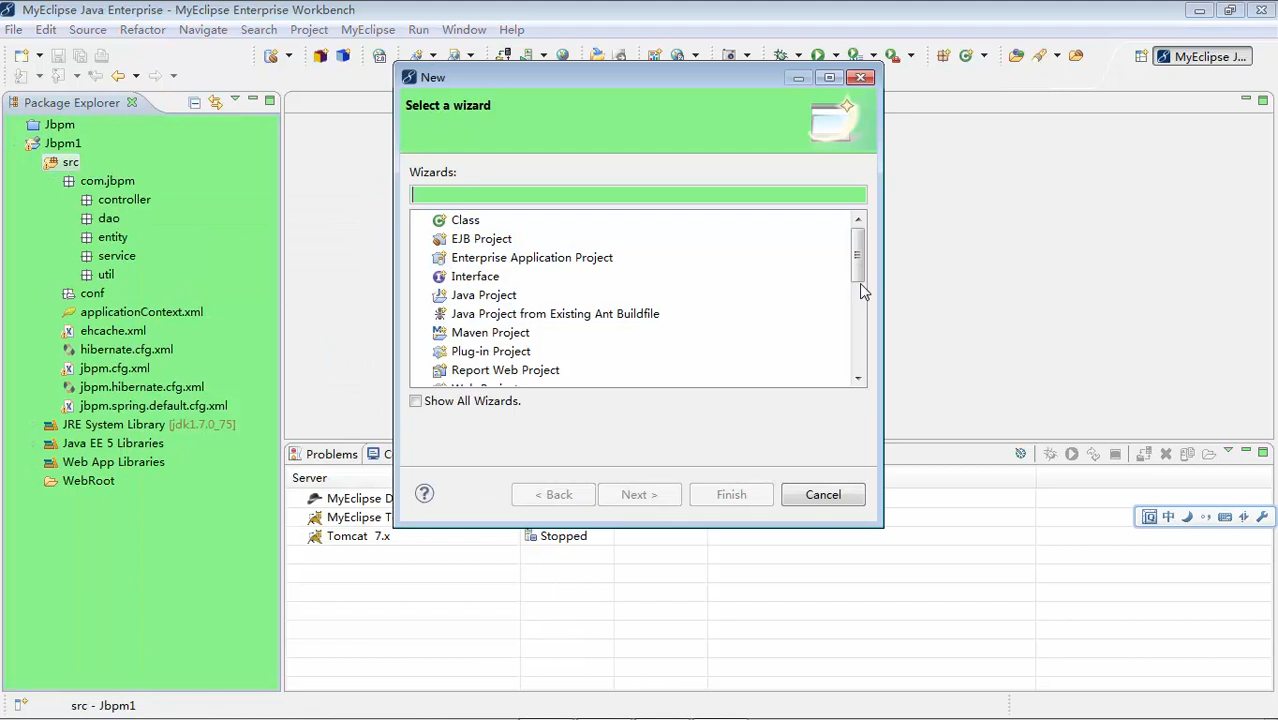 MyEclipse Java Enterprise - MyEclipse Enterprise Workbench
File Edit Source Refactor Navigate Search Project MyEclipse Run Window Help
MyEclipse J...
Package Explorer
Jbpm
Jbpm1
src
com.jbpm
controller
dao
entity
service
util
conf
applicationContext.xml
ehcache.xml
hibernate.cfg.xml
jbpm.cfg.xml
jbpm.hibernate.cfg.xml
jbpm.spring.default.cfg.xml
JRE System Library [jdk1.7.0_75]
Java EE 5 Libraries
Web App Libraries
WebRoot
New
Select a wizard
Wizards:
Class
EJB Project
Enterprise Application Project
Interface
Java Project
Java Project from Existing Ant Buildfile
Maven Project
Plug-in Project
Report Web Project
Show All Wizards.
< Back
Next >
Finish
Cancel
Problems
Server
MyEclipse D
MyEclipse T
Tomcat 7.x
Stopped
中
src - Jbpm1